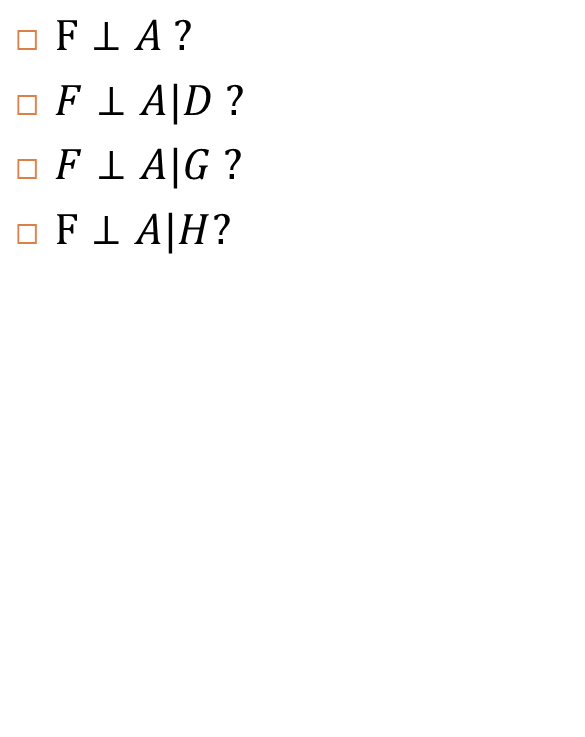 □ F ⊥ A ?
□ F ⊥ A|D ?
□ F ⊥ A|G ?
□ F ⊥ A|H?